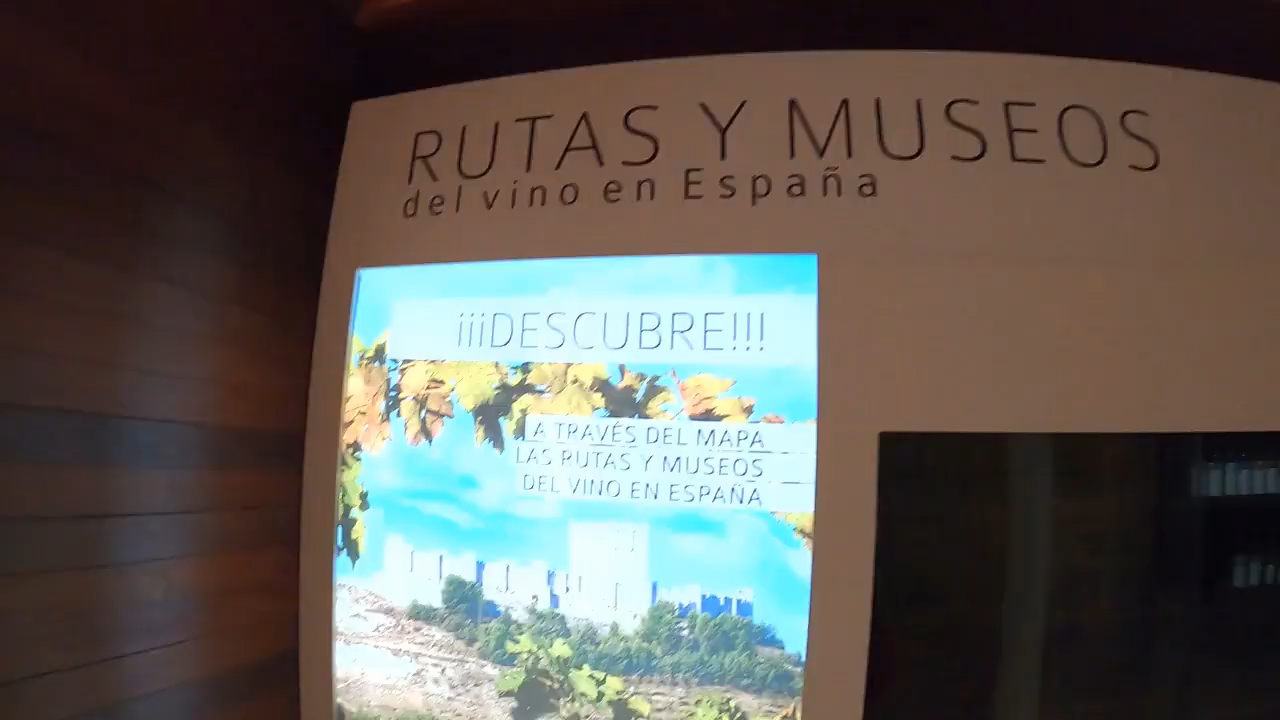 RUTAS Y MUSEOS
del vino en España
¡¡¡DESCUBRE!!!
A TRAVÉS DEL MAPA
LAS RUTAS Y MUSEOS
DEL VINO EN ESPAÑA